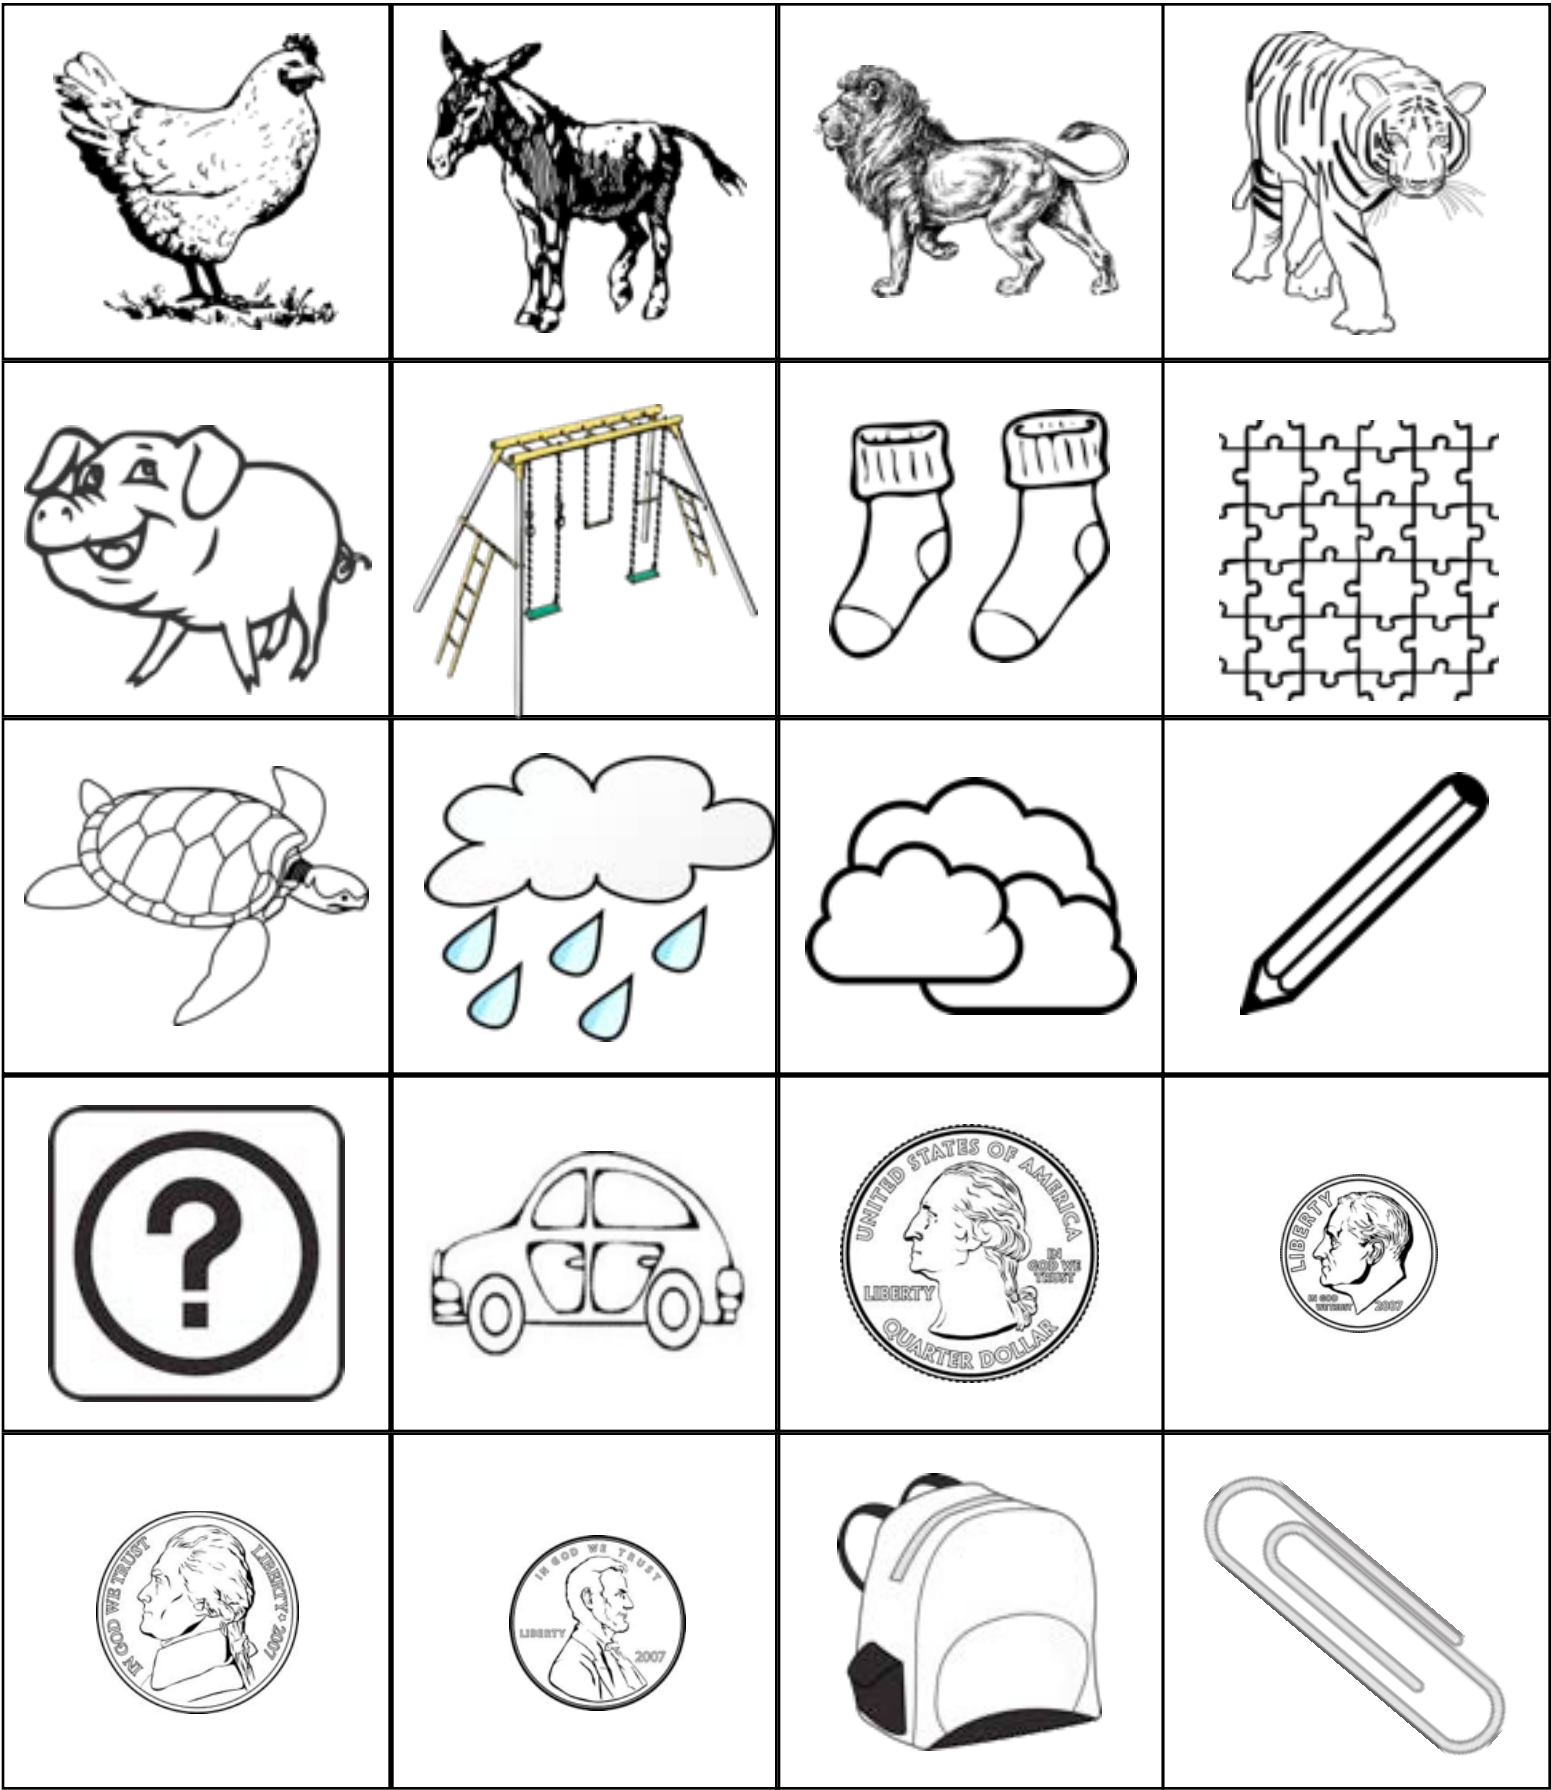 ?
UNITED STATES OF AMERICA
IN
GOD WE
TRUST
LIBERTY
QUARTER DOLLAR
LIBERTY
IN GOD
WE TRUST
2007
IN GOD WE TRUST
LIBERTY • 2007
IN GOD WE TRUST
LIBERTY
2007